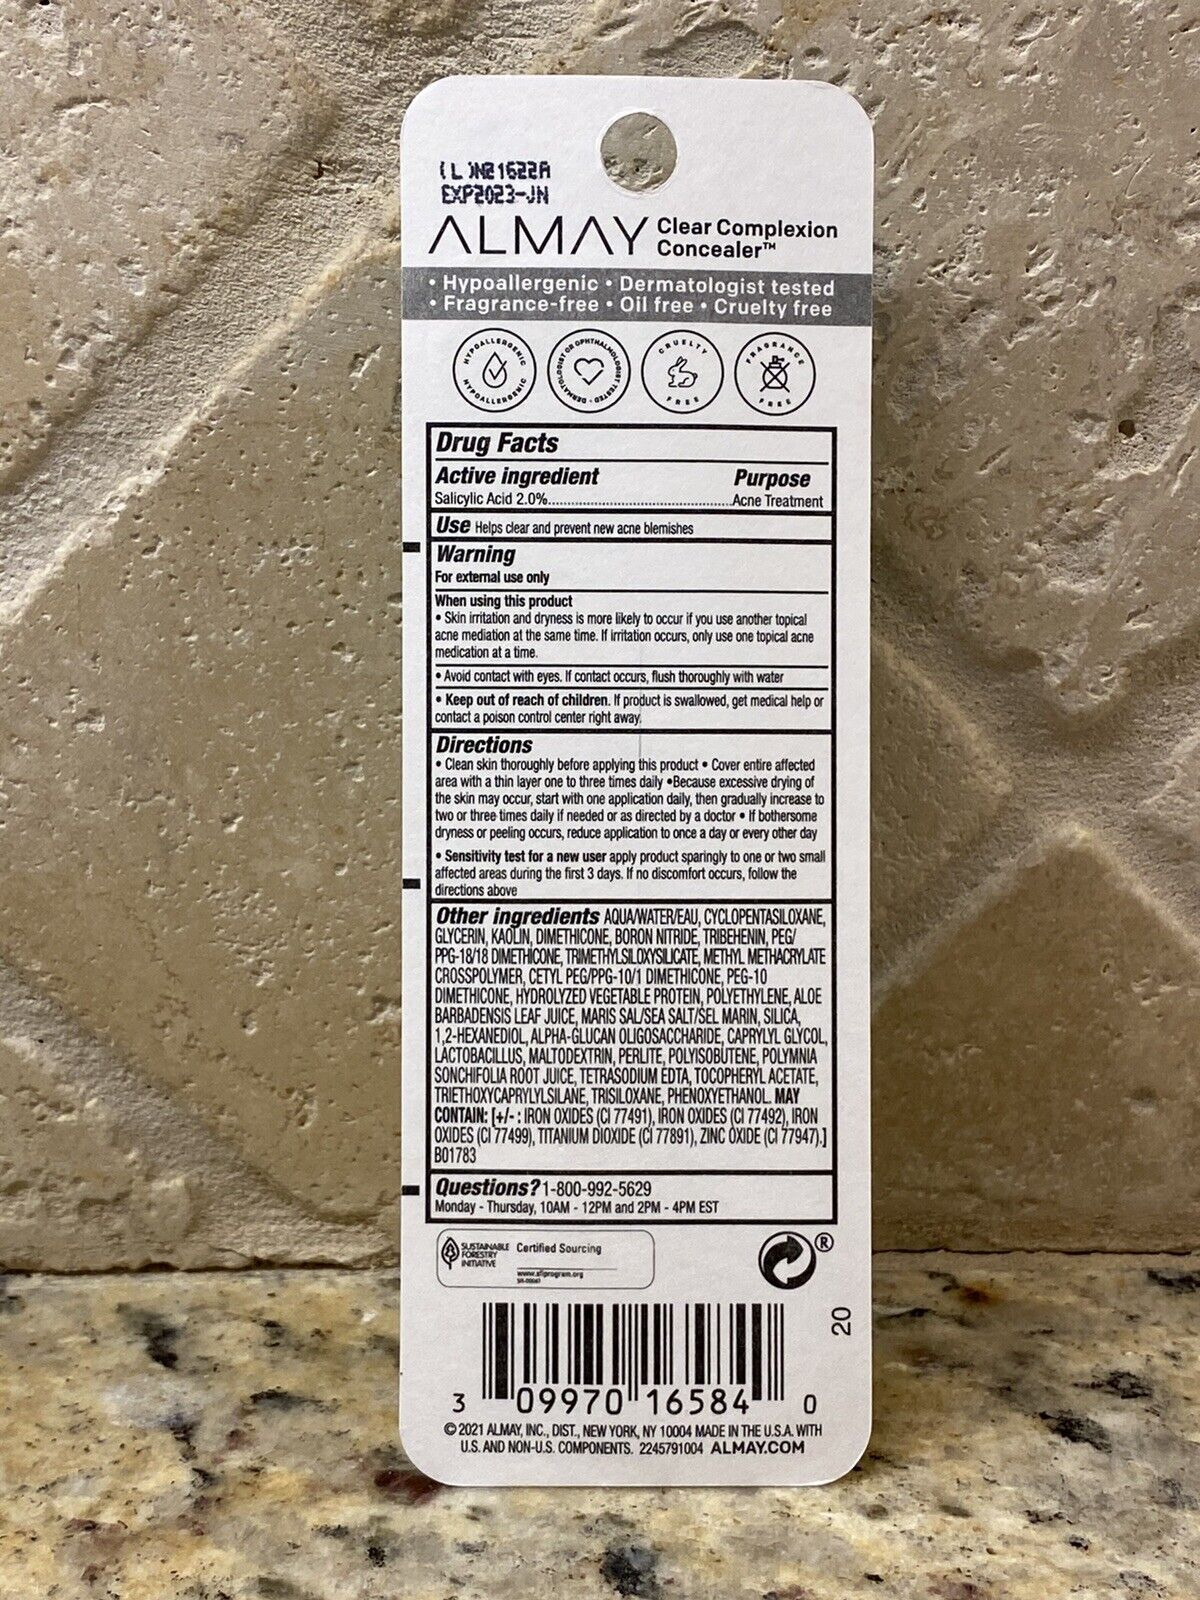 (L)N21622A
EXP2023-JN
ALMAY Clear Complexion
Concealer™
• Hypoallergenic • Dermatologist tested
• Fragrance-free • Oil free • Cruelty free
HYPOALLERGENIC HYPOALLERGENIC
DERMATOLOGIST OR OPHTHALMOLOGIST TESTED •
CRUELTY FREE
FRAGRANCE FREE
Drug Facts
Active ingredient Purpose
Salicylic Acid 2.0%..........................................Acne Treatment
Use Helps clear and prevent new acne blemishes
Warning
For external use only
When using this product
• Skin irritation and dryness is more likely to occur if you use another topical
acne mediation at the same time. If irritation occurs, only use one topical acne
medication at a time.
• Avoid contact with eyes. If contact occurs, flush thoroughly with water
• Keep out of reach of children. If product is swallowed, get medical help or
contact a poison control center right away.
Directions
• Clean skin thoroughly before applying this product • Cover entire affected
area with a thin layer one to three times daily •Because excessive drying of
the skin may occur, start with one application daily, then gradually increase to
two or three times daily if needed or as directed by a doctor • If bothersome
dryness or peeling occurs, reduce application to once a day or every other day
• Sensitivity test for a new user apply product sparingly to one or two small
affected areas during the first 3 days. If no discomfort occurs, follow the
directions above
Other ingredients AQUA/WATER/EAU, CYCLOPENTASILOXANE,
GLYCERIN, KAOLIN, DIMETHICONE, BORON NITRIDE, TRIBEHENIN, PEG/
PPG-18/18 DIMETHICONE, TRIMETHYLSILOXYSILICATE, METHYL METHACRYLATE
CROSSPOLYMER, CETYL PEG/PPG-10/1 DIMETHICONE, PEG-10
DIMETHICONE, HYDROLYZED VEGETABLE PROTEIN, POLYETHYLENE, ALOE
BARBADENSIS LEAF JUICE, MARIS SAL/SEA SALT/SEL MARIN, SILICA,
1,2-HEXANEDIOL, ALPHA-GLUCAN OLIGOSACCHARIDE, CAPRYLYL GLYCOL,
LACTOBACILLUS, MALTODEXTRIN, PERLITE, POLYISOBUTENE, POLYMNIA
SONCHIFOLIA ROOT JUICE, TETRASODIUM EDTA, TOCOPHERYL ACETATE,
TRIETHOXYCAPRYLYLSILANE, TRISILOXANE, PHENOXYETHANOL. MAY
CONTAIN: [+/- : IRON OXIDES (CI 77491), IRON OXIDES (CI 77492), IRON
OXIDES (CI 77499), TITANIUM DIOXIDE (CI 77891), ZINC OXIDE (CI 77947).]
B01783
Questions? 1-800-992-5629
Monday - Thursday, 10AM - 12PM and 2PM - 4PM EST
SUSTAINABLE
FORESTRY
INITIATIVE
Certified Sourcing
www.sfiprogram.org
®
20
3 09970 16584 0
© 2021 ALMAY, INC., DIST., NEW YORK, NY 10004 MADE IN THE U.S.A. WITH
U.S. AND NON-U.S. COMPONENTS. 2245791004 ALMAY.COM